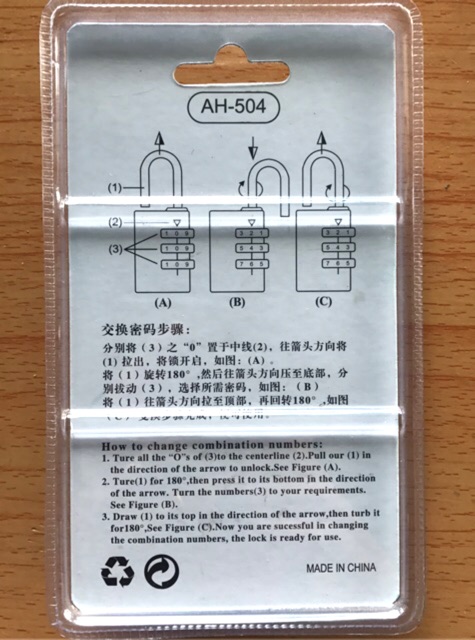 AH-504
(1)
(2)
(3)
1 0 9
1 0 9
1 0 9
3 2 1
5 4 3
7 6 5
3 2 1
5 4 3
7 6 5
(A) (B) (C)
交换密码步骤:
分别将(3)之“0”置于中线(2),往箭头方向将
(1)拉出,将锁开启,如图:(A)。
将(1)旋转180°,然后往箭头方向压至底部,分
别拔动(3),选择所需密码,如图:(B)
将(1)往箭头方向拉至顶部,再回转180°,如图
(C)交换步骤完成,便可使用。
How to change combination numbers:
1. Ture all the "O"s of (3)to the centerline (2).Pull our (1) in
the direction of the arrow to unlock.See Figure (A).
2. Ture(1) for 180°,then press it to its bottom in the direction
of the arrow. Turn the numbers(3) to your requirements.
See Figure (B).
3. Draw (1) to its top in the direction of the arrow,then turb it
for180°,See Figure (C).Now you are sucessful in changing
the combination numbers, the lock is ready for use.
MADE IN CHINA